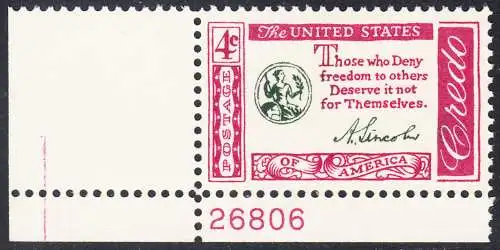 4¢
The UNITED STATES
Those who Deny
freedom to others
Deserve it not
for Themselves.
A. Lincoln
POSTAGE
Credo
OF AMERICA
26806